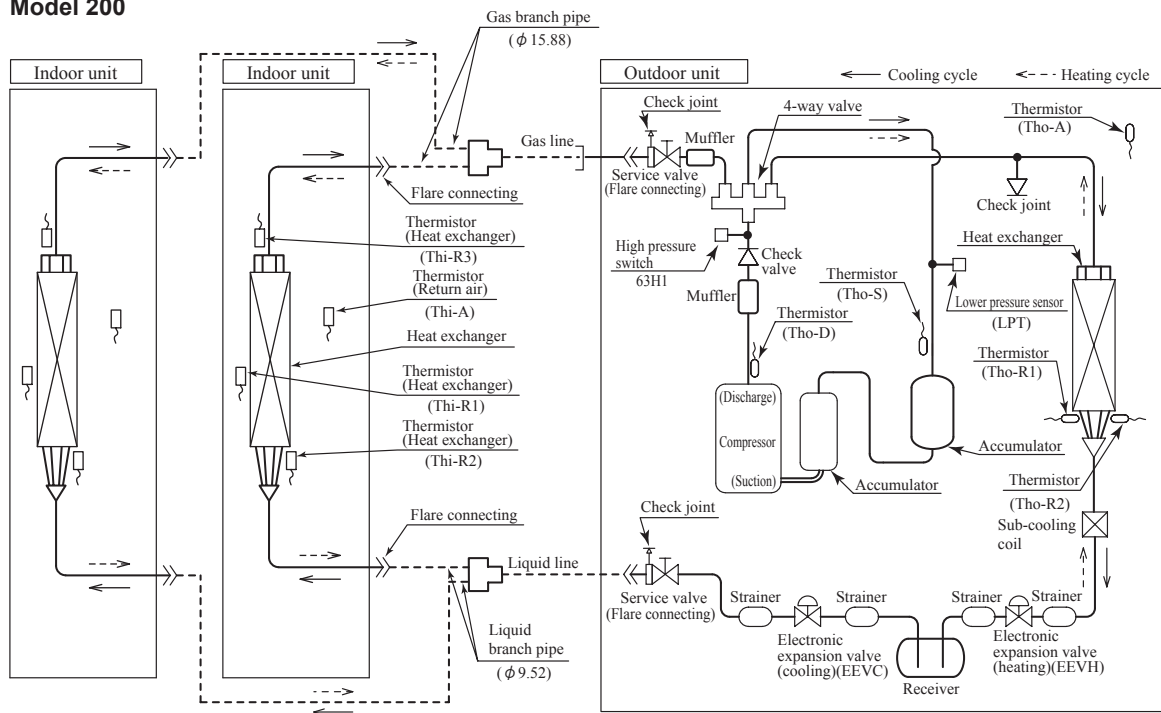 Model 200
Gas branch pipe
(ϕ 15.88)
Indoor unit
Indoor unit
Outdoor unit
Cooling cycle
Heating cycle
Check joint
4-way valve
Thermistor
(Tho-A)
Gas line
Muffler
Service valve
(Flare connecting)
Check joint
Flare connecting
Thermistor
(Heat exchanger)
(Thi-R3)
High pressure
switch
63H1
Check
valve
Heat exchanger
Thermistor
(Return air)
(Thi-A)
Muffler
Thermistor
(Tho-S)
Lower pressure sensor
(LPT)
Thermistor
(Tho-D)
Heat exchanger
Thermistor
(Tho-R1)
Thermistor
(Heat exchanger)
(Thi-R1)
(Discharge)
Compressor
(Suction)
Thermistor
(Heat exchanger)
(Thi-R2)
Accumulator
Accumulator
Thermistor
(Tho-R2)
Flare connecting
Check joint
Sub-cooling
coil
Liquid line
Service valve
(Flare connecting)
Strainer
Strainer
Strainer
Strainer
Liquid
branch pipe
(ϕ 9.52)
Electronic
expansion valve
(cooling)(EEVC)
Electronic
expansion valve
(heating)(EEVH)
Receiver